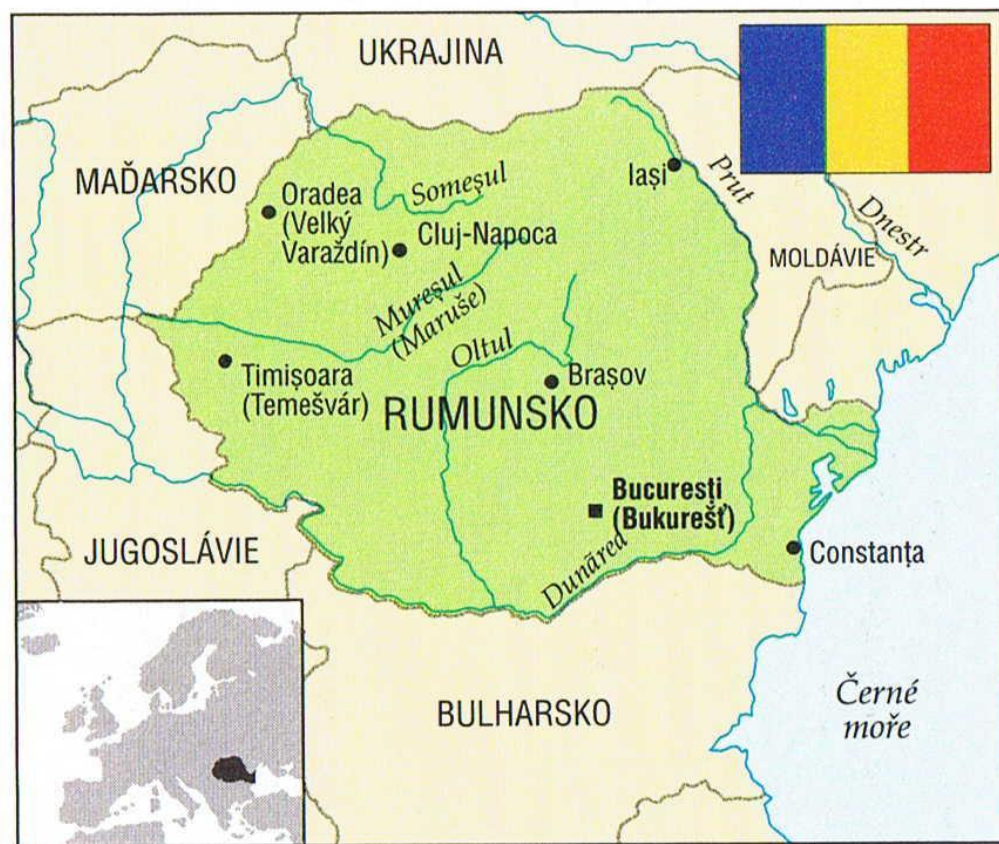 UKRAJINA
MAĎARSKO
Oradea
(Velký
Varaždín)
Someşul
Cluj-Napoca
Iaşi
Prut
Dnestr
MOLDÁVIE
Mureşul
(Maruše)
Oltul
Timişoara
(Temešvár)
Braşov
RUMUNSKO
Bucureşti
(Bukurešť)
Dunărea
Constanţa
JUGOSLÁVIE
BULHARSKO
Černé
moře